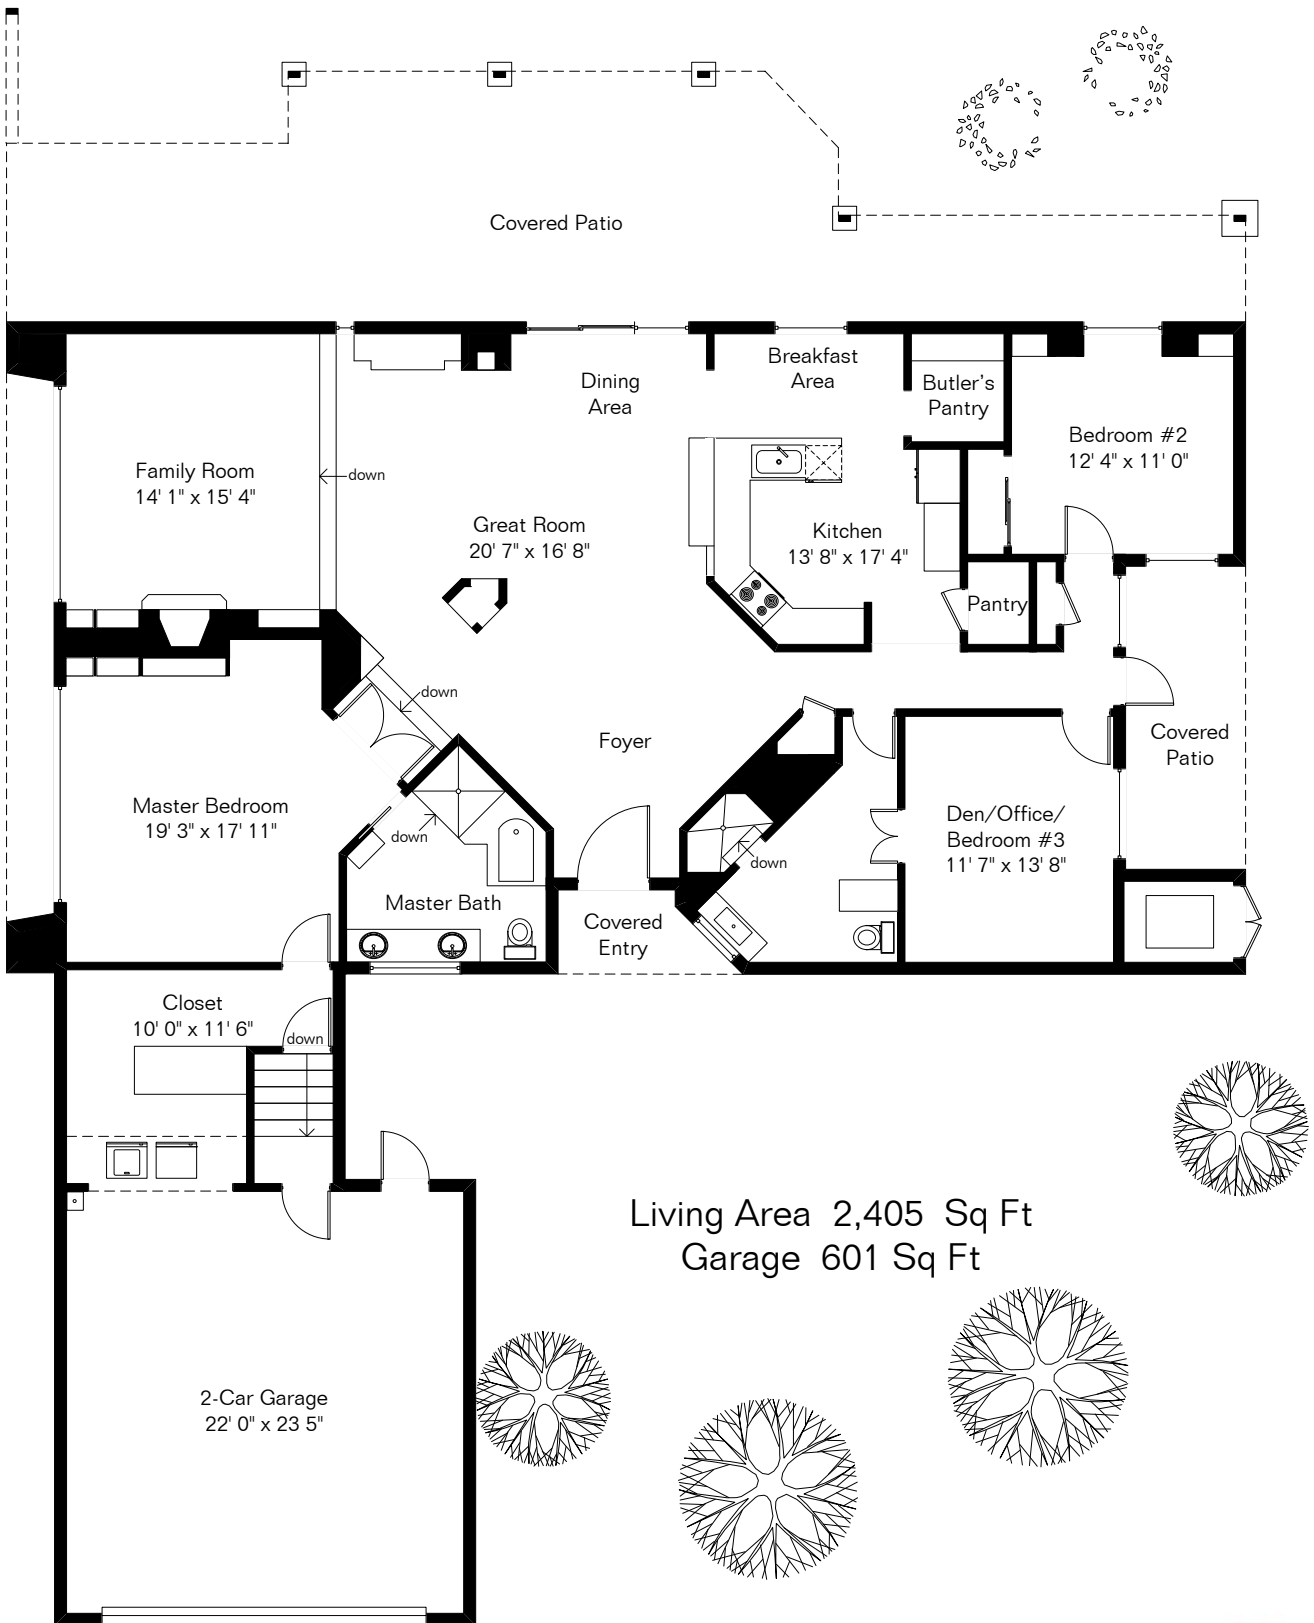 Covered Patio
Dining
Area
Breakfast
Area
Butler's
Pantry
Bedroom #2
12' 4" x 11' 0"
Family Room
14' 1" x 15' 4"
down
Great Room
20' 7" x 16' 8"
Kitchen
13' 8" x 17' 4"
Pantry
down
Foyer
Covered
Patio
Master Bedroom
19' 3" x 17' 11"
down
Den/Office/
Bedroom #3
11' 7" x 13' 8"
down
Master Bath
Covered
Entry
Closet
10' 0" x 11' 6"
down
Living Area 2,405 Sq Ft
Garage 601 Sq Ft
2-Car Garage
22' 0" x 23 5"